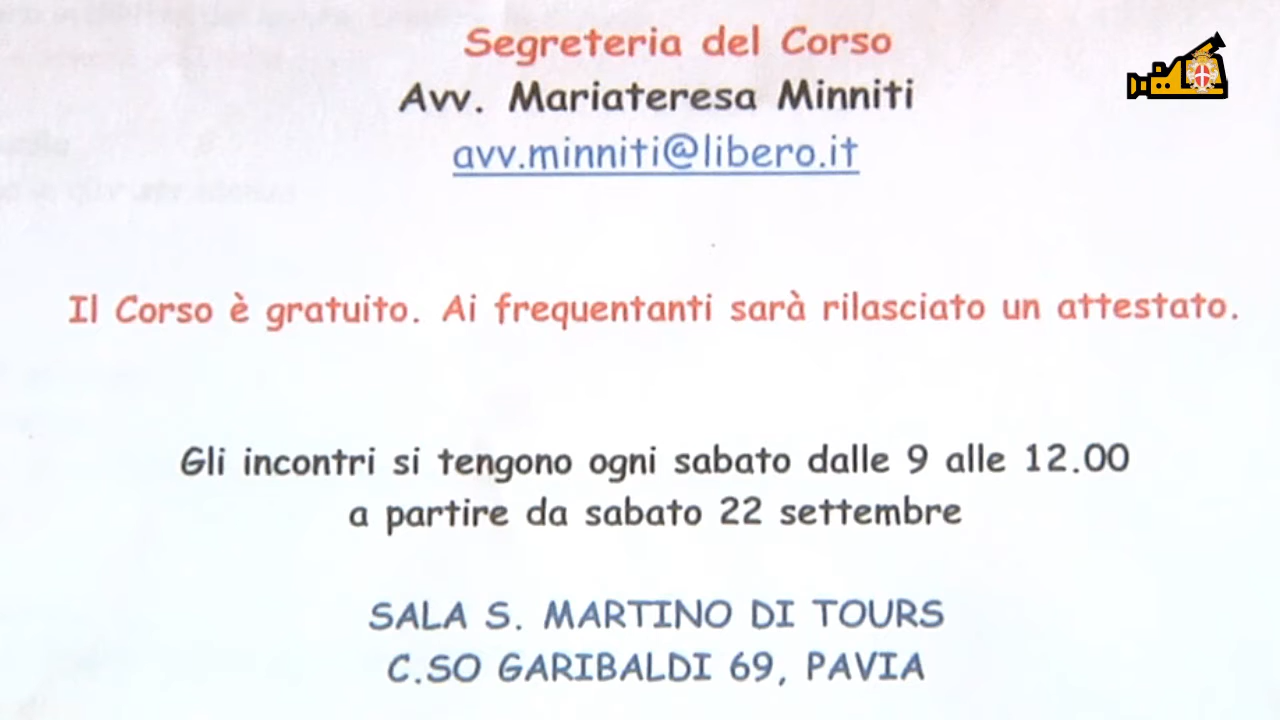 Segreteria del Corso
Avv. Mariateresa Minniti
avv.minniti@libero.it
Il Corso è gratuito. Ai frequentanti sarà rilasciato un attestato.
Gli incontri si tengono ogni sabato dalle 9 alle 12.00
a partire da sabato 22 settembre
SALA S. MARTINO DI TOURS
C.SO GARIBALDI 69, PAVIA